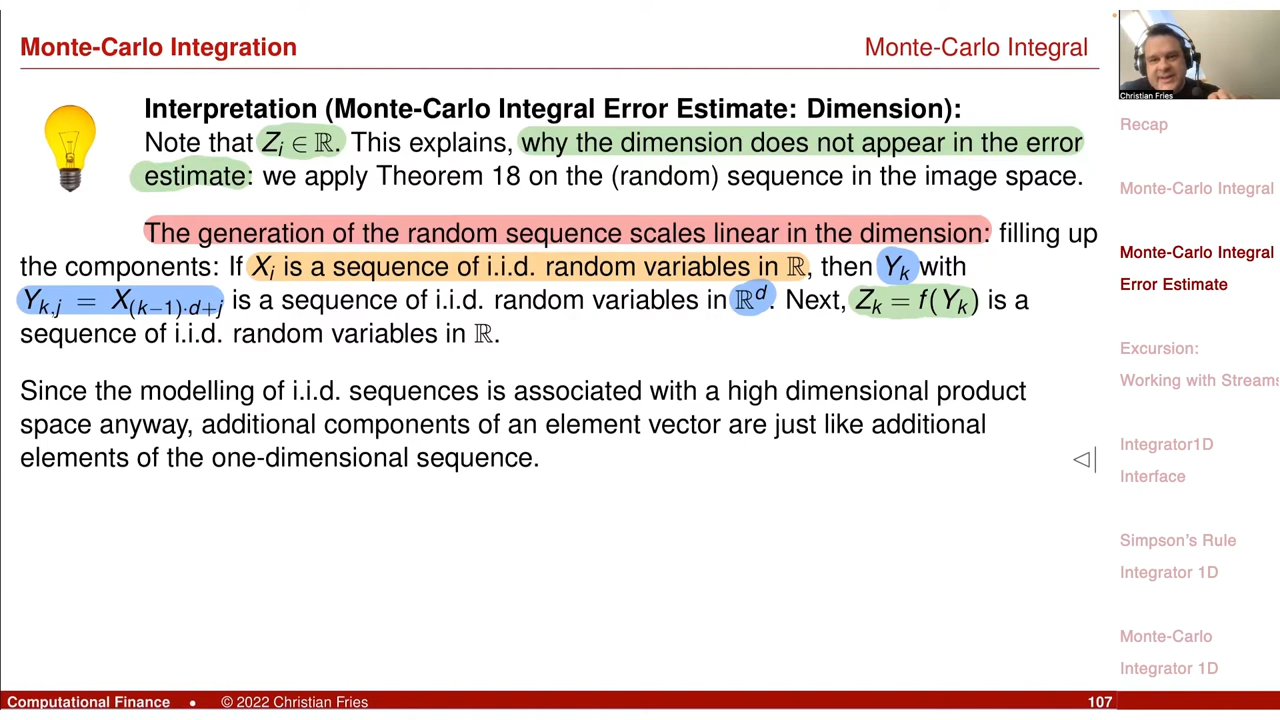 Monte-Carlo Integration
Monte-Carlo Integral
Christian Fries
Interpretation (Monte-Carlo Integral Error Estimate: Dimension):
Note that Z_i ∈ ℝ. This explains, why the dimension does not appear in the error
estimate: we apply Theorem 18 on the (random) sequence in the image space.
The generation of the random sequence scales linear in the dimension: filling up
the components: If X_i is a sequence of i.i.d. random variables in ℝ, then Y_k with
Y_{k,j} = X_{(k−1)·d+j} is a sequence of i.i.d. random variables in ℝ^d. Next, Z_k = f(Y_k) is a
sequence of i.i.d. random variables in ℝ.
Since the modelling of i.i.d. sequences is associated with a high dimensional product
space anyway, additional components of an element vector are just like additional
elements of the one-dimensional sequence.
◁|
Recap
Monte-Carlo Integral
Monte-Carlo Integral
Error Estimate
Excursion:
Working with Streams
Integrator1D
Interface
Simpson's Rule
Integrator 1D
Monte-Carlo
Integrator 1D
Computational Finance • © 2022 Christian Fries
107